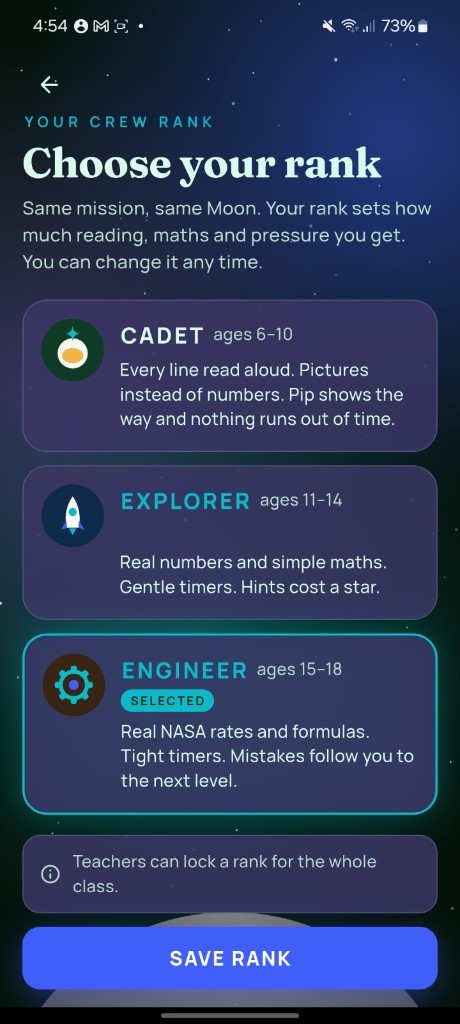 4:54
73%
YOUR CREW RANK
Choose your rank
Same mission, same Moon. Your rank sets how
much reading, maths and pressure you get.
You can change it any time.
CADET ages 6–10
Every line read aloud. Pictures
instead of numbers. Pip shows the
way and nothing runs out of time.
EXPLORER ages 11–14
Real numbers and simple maths.
Gentle timers. Hints cost a star.
ENGINEER ages 15–18
SELECTED
Real NASA rates and formulas.
Tight timers. Mistakes follow you to
the next level.
Teachers can lock a rank for the whole
class.
SAVE RANK